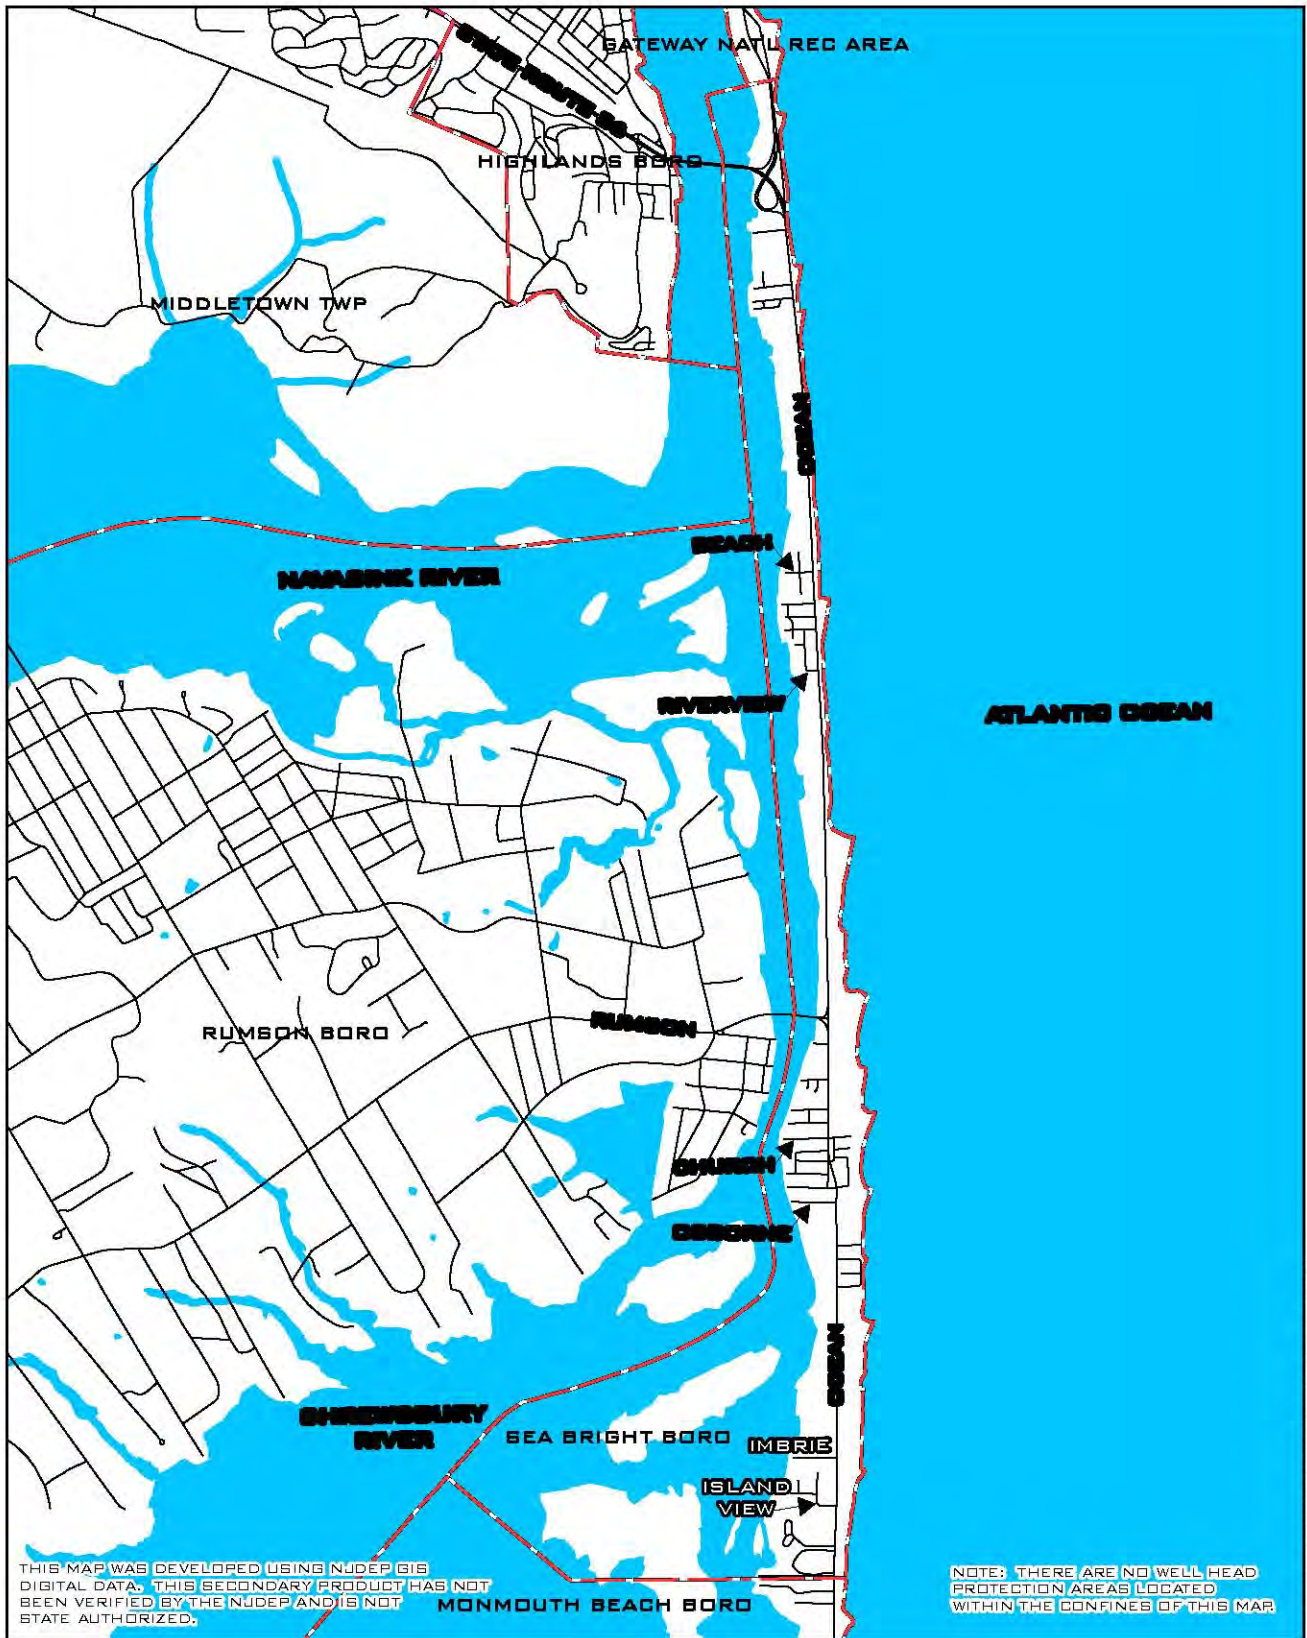 GATEWAY NAT'L REC AREA
STATE ROUTE 36
HIGHLANDS BORO
MIDDLETOWN TWP
OCEAN
BEACH
NAVASINK RIVER
RIVERVIEW
ATLANTIC OCEAN
RUMSON
RUMSON BORO
CHURCH
OSBORNE
OCEAN
SHREWSBURY
RIVER
SEA BRIGHT BORO
IMBRIE
ISLAND
VIEW
THIS MAP WAS DEVELOPED USING NJDEP GIS
DIGITAL DATA. THIS SECONDARY PRODUCT HAS NOT
BEEN VERIFIED BY THE NJDEP AND IS NOT
STATE AUTHORIZED.
MONMOUTH BEACH BORO
NOTE: THERE ARE NO WELL HEAD
PROTECTION AREAS LOCATED
WITHIN THE CONFINES OF THIS MAP.